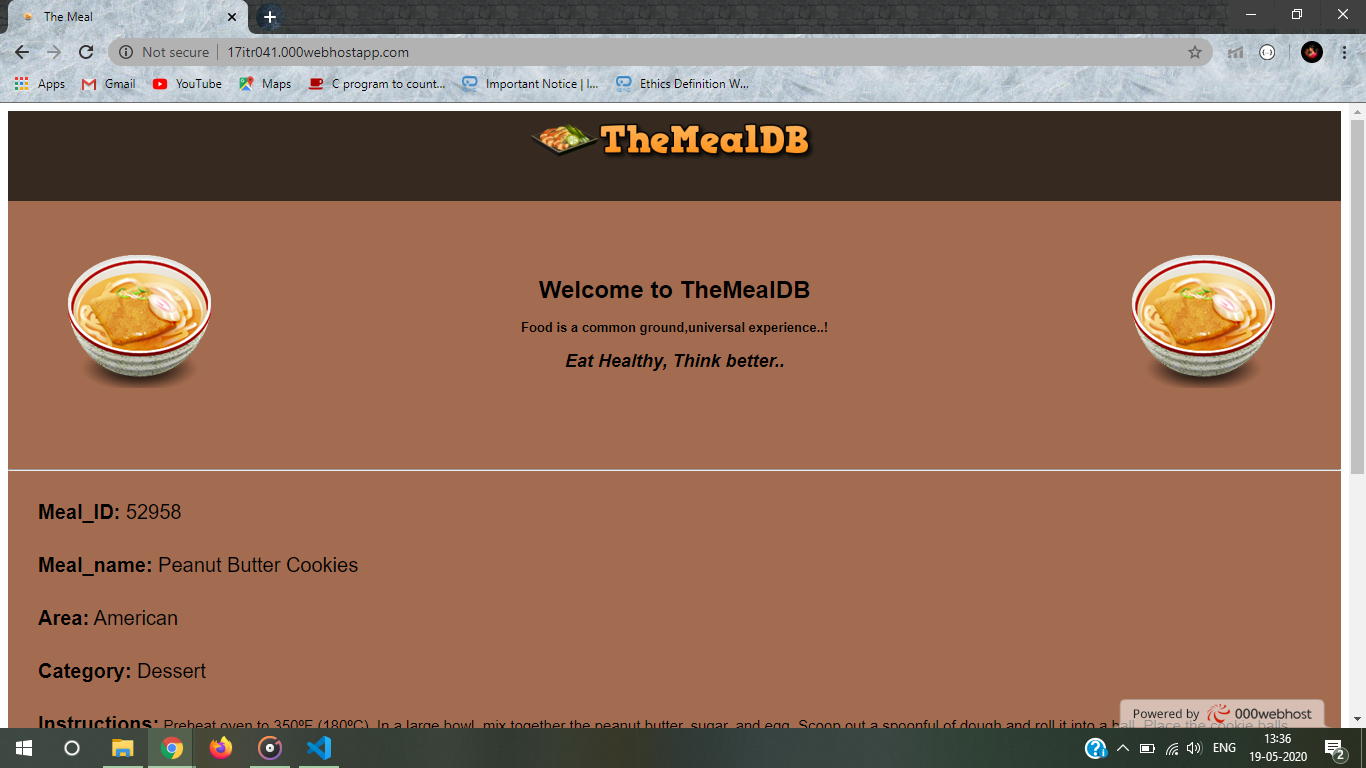 The Meal
Not secure
17itr041.000webhostapp.com
Apps
Gmail
YouTube
Maps
C program to count...
Important Notice | I...
Ethics Definition W...
TheMealDB
Welcome to TheMealDB
Food is a common ground,universal experience..!
Eat Healthy, Think better..
Meal_ID: 52958
Meal_name: Peanut Butter Cookies
Area: American
Category: Dessert
Instructions: Preheat oven to 350ºF (180ºC). In a large bowl, mix together the peanut butter, sugar, and egg. Scoop out a spoonful of dough and roll it into a ball. Place the cookie balls
Powered by 000webhost
ENG
13:36
19-05-2020
2